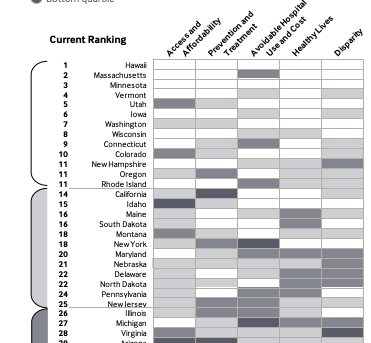 Bottom quartile
Current Ranking
Access and
Affordability
Prevention and
Treatment
Avoidable Hospital
Use and Cost
Healthy Lives
Disparity
1 Hawaii
2 Massachusetts
3 Minnesota
4 Vermont
5 Utah
6 Iowa
7 Washington
8 Wisconsin
9 Connecticut
10 Colorado
11 New Hampshire
11 Oregon
11 Rhode Island
14 California
15 Idaho
16 Maine
16 South Dakota
18 Montana
18 New York
20 Maryland
21 Nebraska
22 Delaware
22 North Dakota
24 Pennsylvania
25 New Jersey
26 Illinois
27 Michigan
28 Virginia
29 Arizona